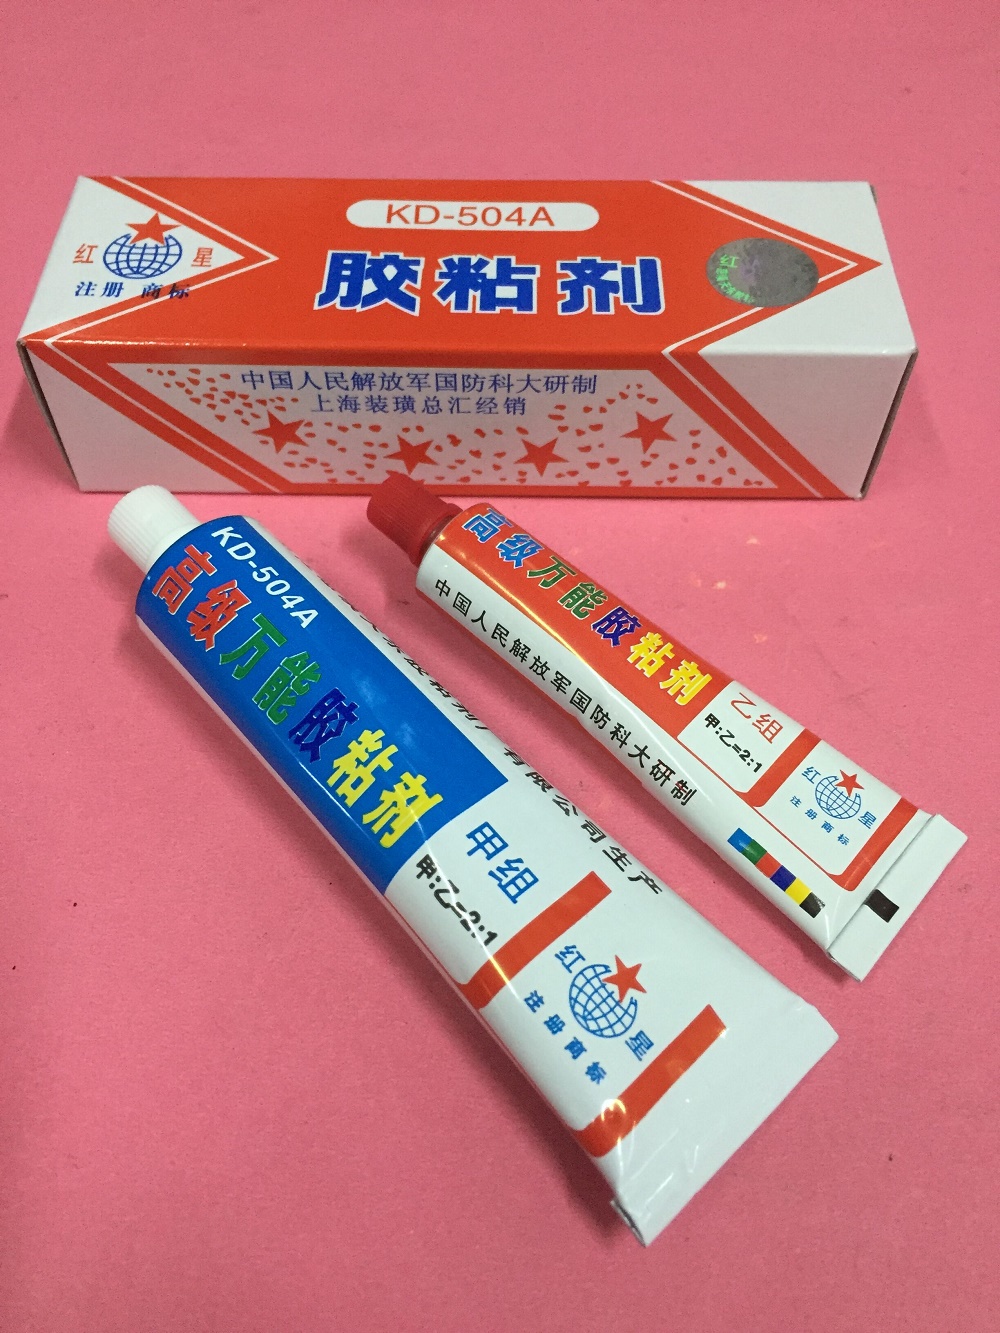 KD-504A
红 星
注册 商标
胶粘剂
中国人民解放军国防科大研制
上海装璜总汇经销
KD-504A
高级万能胶粘剂
有限公司生产
甲组
甲:乙=2:1
红 星
注册商标
高级万能胶粘剂
中国人民解放军国防科大研制
乙组
甲:乙=2:1
红 星
注册商标